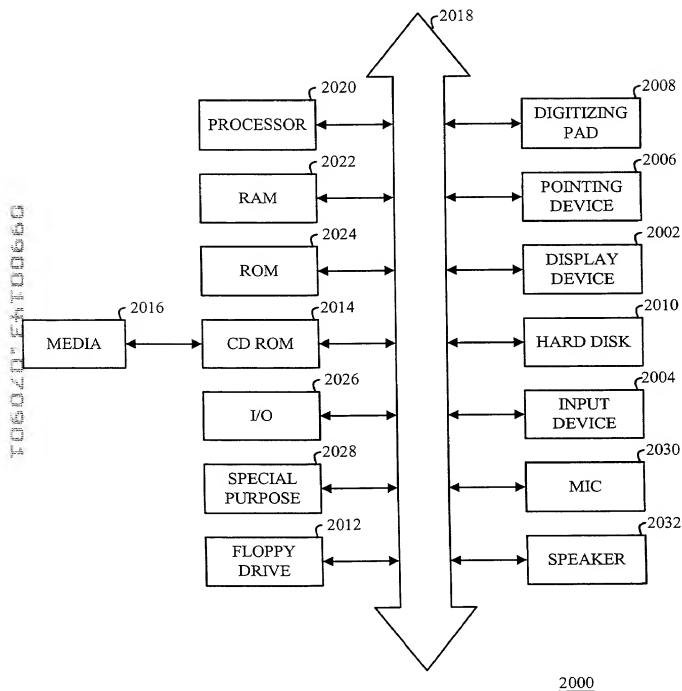 2018
2020
PROCESSOR
2008
DIGITIZING
PAD
2022
RAM
2006
POINTING
DEVICE
2024
ROM
2002
DISPLAY
DEVICE
2016
MEDIA
2014
CD ROM
2010
HARD DISK
2026
I/O
2004
INPUT
DEVICE
2028
SPECIAL
PURPOSE
2030
MIC
2012
FLOPPY
DRIVE
2032
SPEAKER
2000